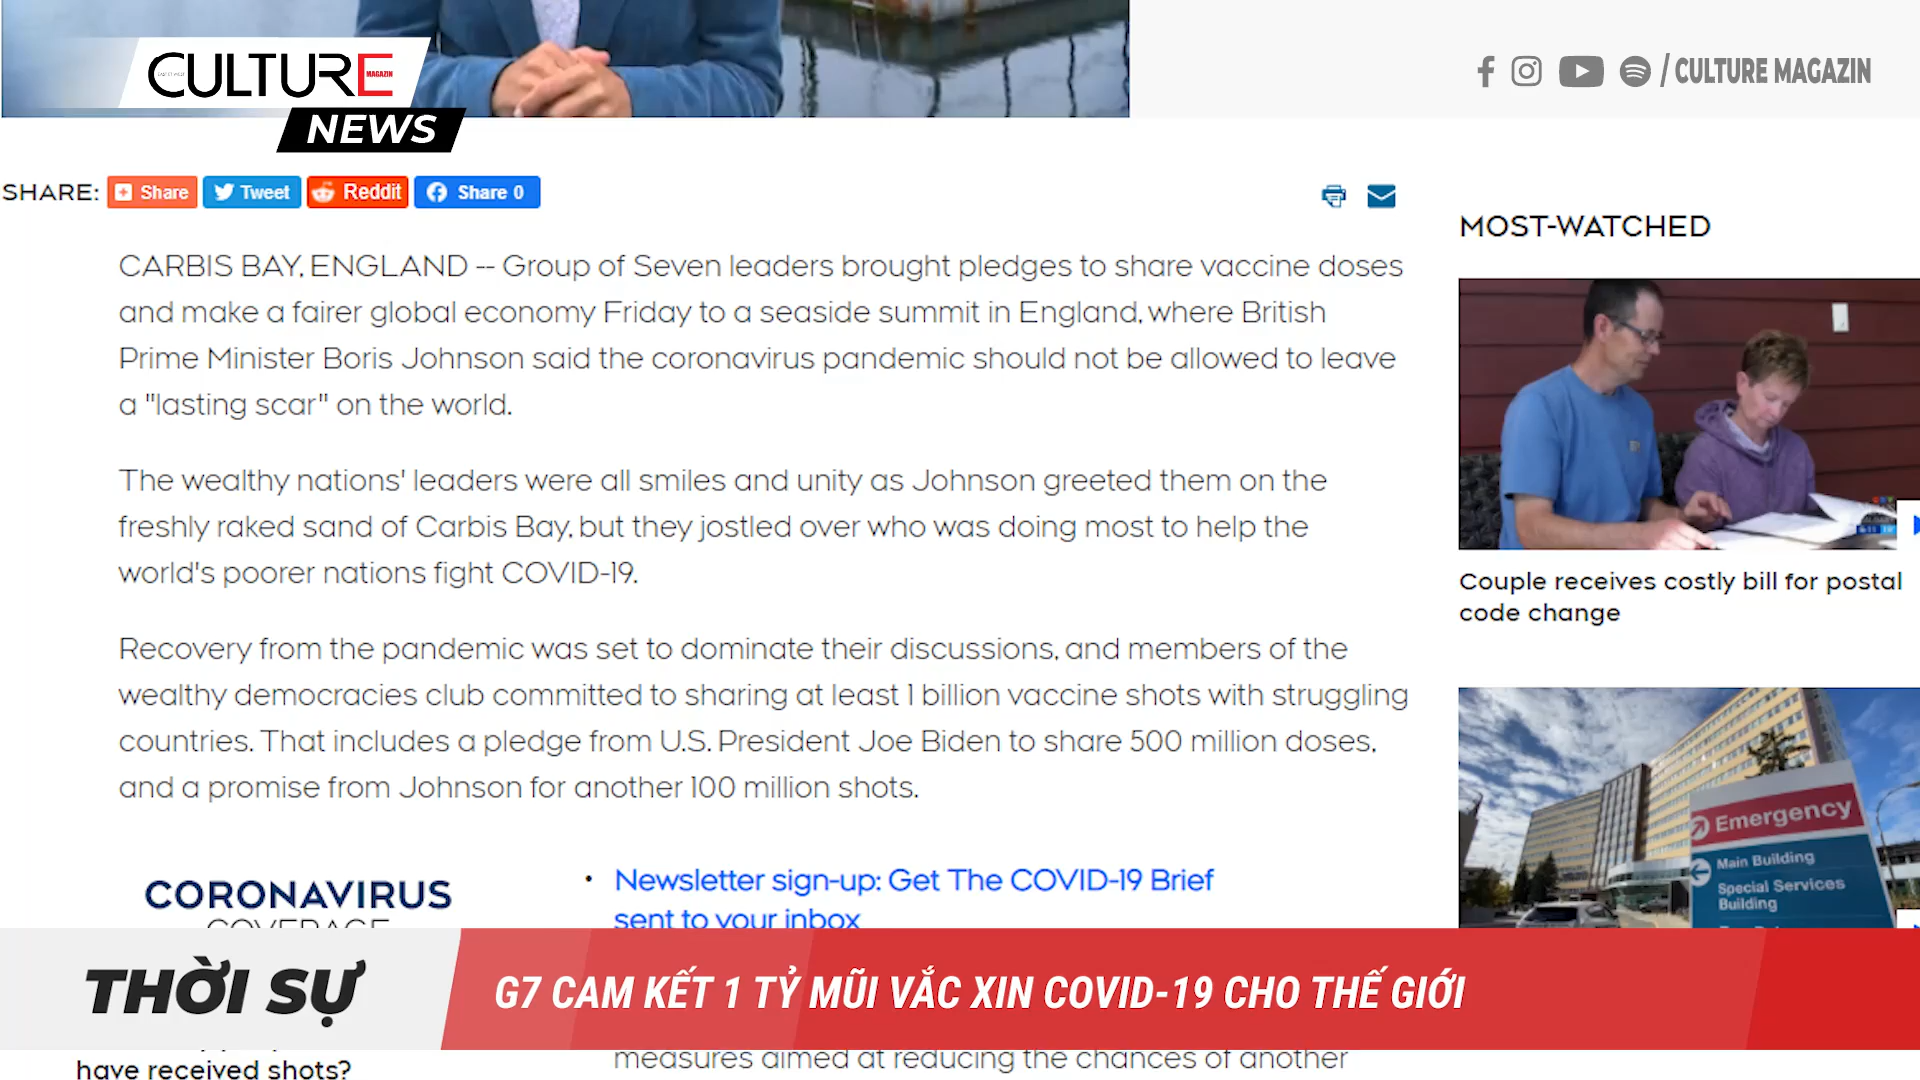 CULTURE
MAGAZIN
NEWS
/ CULTURE MAGAZIN
SHARE:
Share
Tweet
Reddit
Share 0
CARBIS BAY, ENGLAND -- Group of Seven leaders brought pledges to share vaccine doses
and make a fairer global economy Friday to a seaside summit in England, where British
Prime Minister Boris Johnson said the coronavirus pandemic should not be allowed to leave
a "lasting scar" on the world.
The wealthy nations' leaders were all smiles and unity as Johnson greeted them on the
freshly raked sand of Carbis Bay, but they jostled over who was doing most to help the
world's poorer nations fight COVID-19.
Recovery from the pandemic was set to dominate their discussions, and members of the
wealthy democracies club committed to sharing at least 1 billion vaccine shots with struggling
countries. That includes a pledge from U.S. President Joe Biden to share 500 million doses,
and a promise from Johnson for another 100 million shots.
CORONAVIRUS
COVERAGE
• Newsletter sign-up: Get The COVID-19 Brief
sent to your inbox
MOST-WATCHED
Couple receives costly bill for postal
code change
Emergency
Main Building
Special Services
Building
THỜI SỰ
G7 CAM KẾT 1 TỶ MŨI VẮC XIN COVID-19 CHO THẾ GIỚI
have received shots?
measures aimed at reducing the chances of another